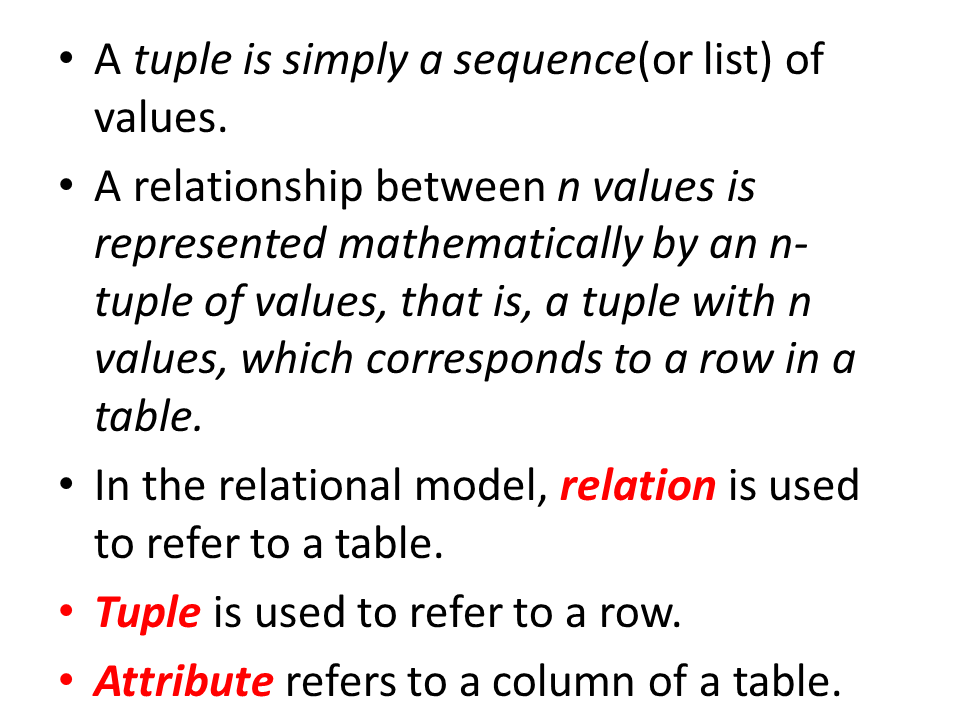 • A tuple is simply a sequence(or list) of
values.
• A relationship between n values is
represented mathematically by an n-
tuple of values, that is, a tuple with n
values, which corresponds to a row in a
table.
• In the relational model, relation is used
to refer to a table.
• Tuple is used to refer to a row.
• Attribute refers to a column of a table.